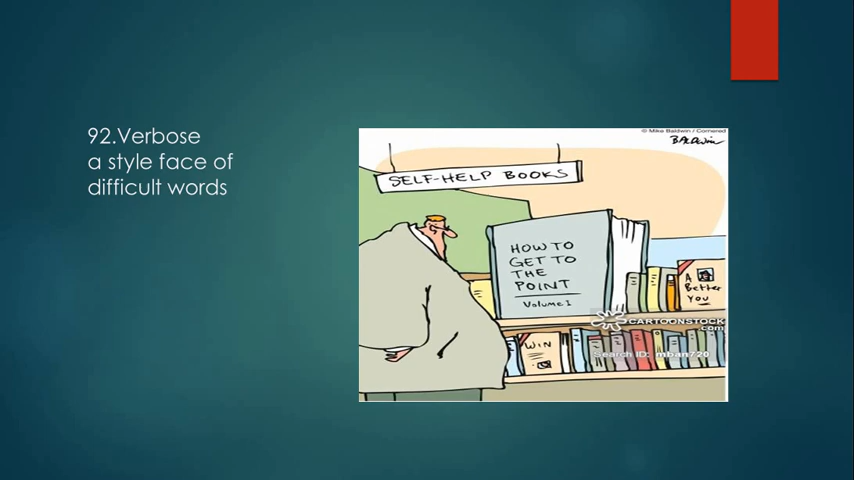 92.Verbose
a style face of
difficult words
© Mike Baldwin / Cornered
BALDWIN
SELF-HELP BOOKS
HOW TO
GET TO
THE
POINT
Volume 1
A
Better
YOU
WIN
CARTOONSTOCK
.com
Search ID: mban720